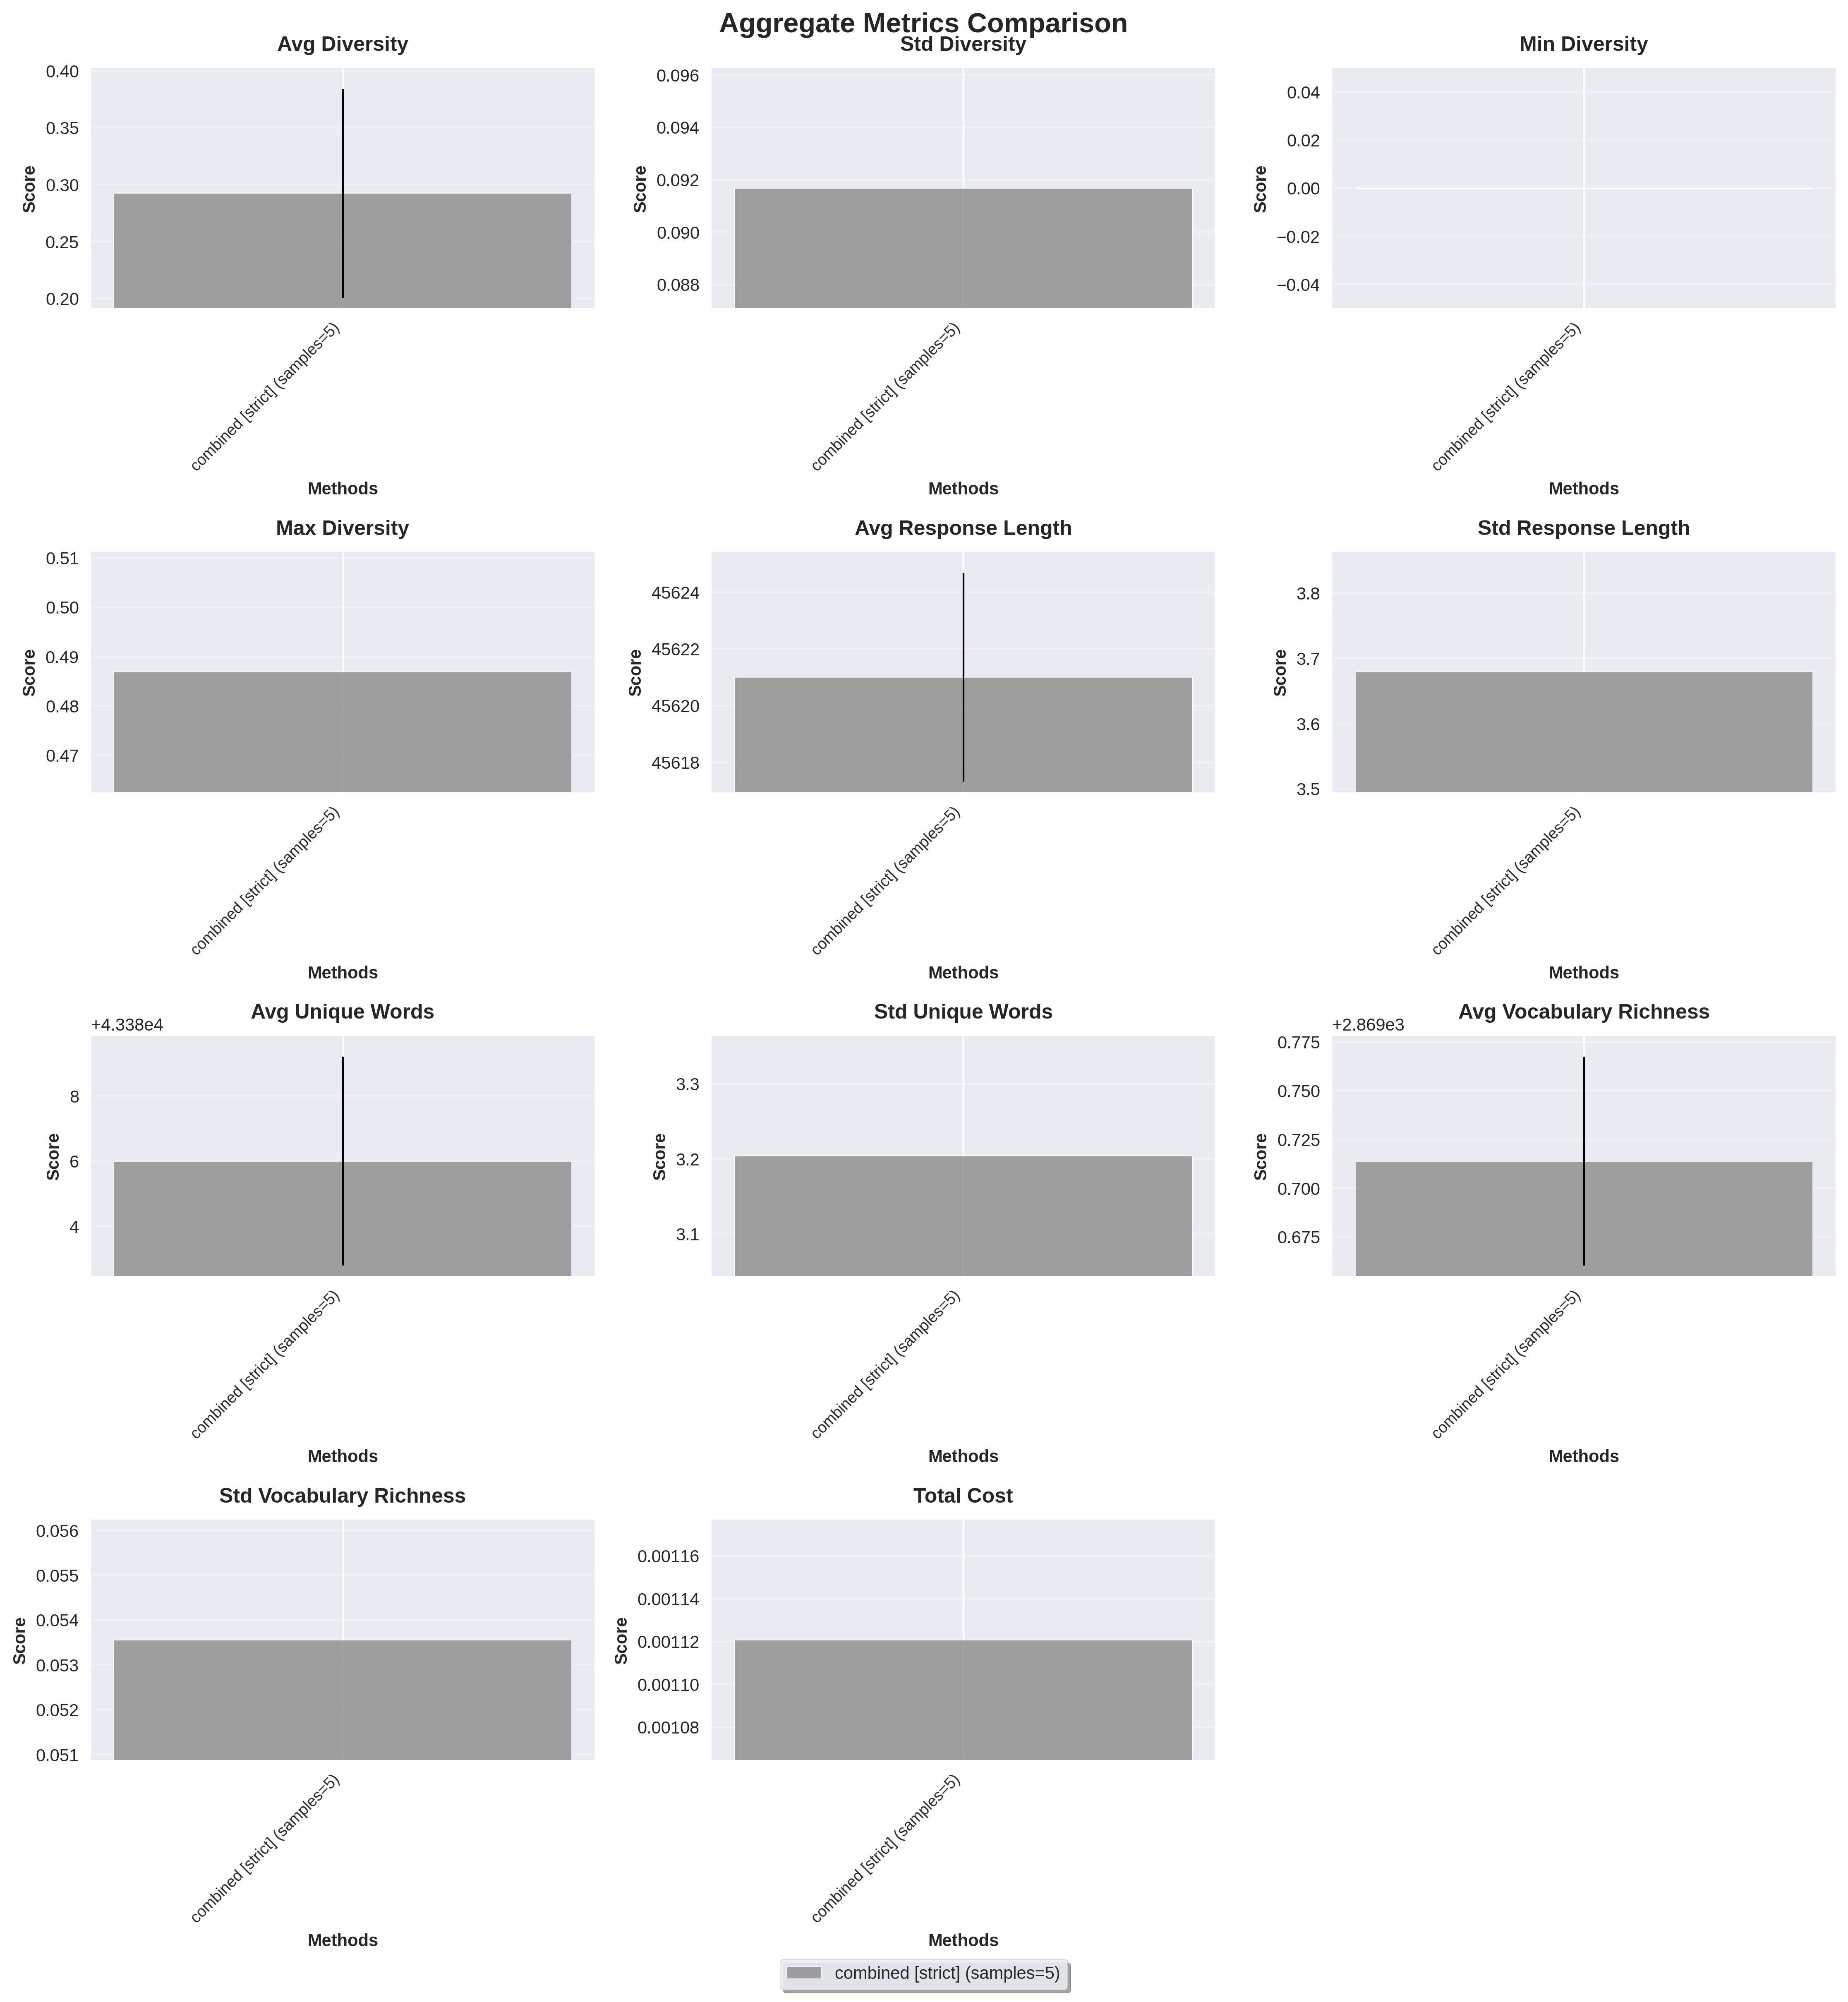 Aggregate Metrics Comparison
Avg Diversity
Std Diversity
Min Diversity
0.40
0.35
0.30
0.25
0.20
Score
combined [strict] (samples=5)
Methods
0.096
0.094
0.092
0.090
0.088
Score
combined [strict] (samples=5)
Methods
0.04
0.02
0.00
−0.02
−0.04
Score
combined [strict] (samples=5)
Methods
Max Diversity
0.51
0.50
0.49
0.48
0.47
Score
combined [strict] (samples=5)
Methods
Avg Response Length
45624
45622
45620
45618
Score
combined [strict] (samples=5)
Methods
Std Response Length
3.8
3.7
3.6
3.5
Score
combined [strict] (samples=5)
Methods
Avg Unique Words
+4.338e4
8
6
4
Score
combined [strict] (samples=5)
Methods
Std Unique Words
3.3
3.2
3.1
Score
combined [strict] (samples=5)
Methods
Avg Vocabulary Richness
+2.869e3
0.775
0.750
0.725
0.700
0.675
Score
combined [strict] (samples=5)
Methods
Std Vocabulary Richness
0.056
0.055
0.054
0.053
0.052
0.051
Score
combined [strict] (samples=5)
Methods
Total Cost
0.00116
0.00114
0.00112
0.00110
0.00108
Score
combined [strict] (samples=5)
Methods
combined [strict] (samples=5)